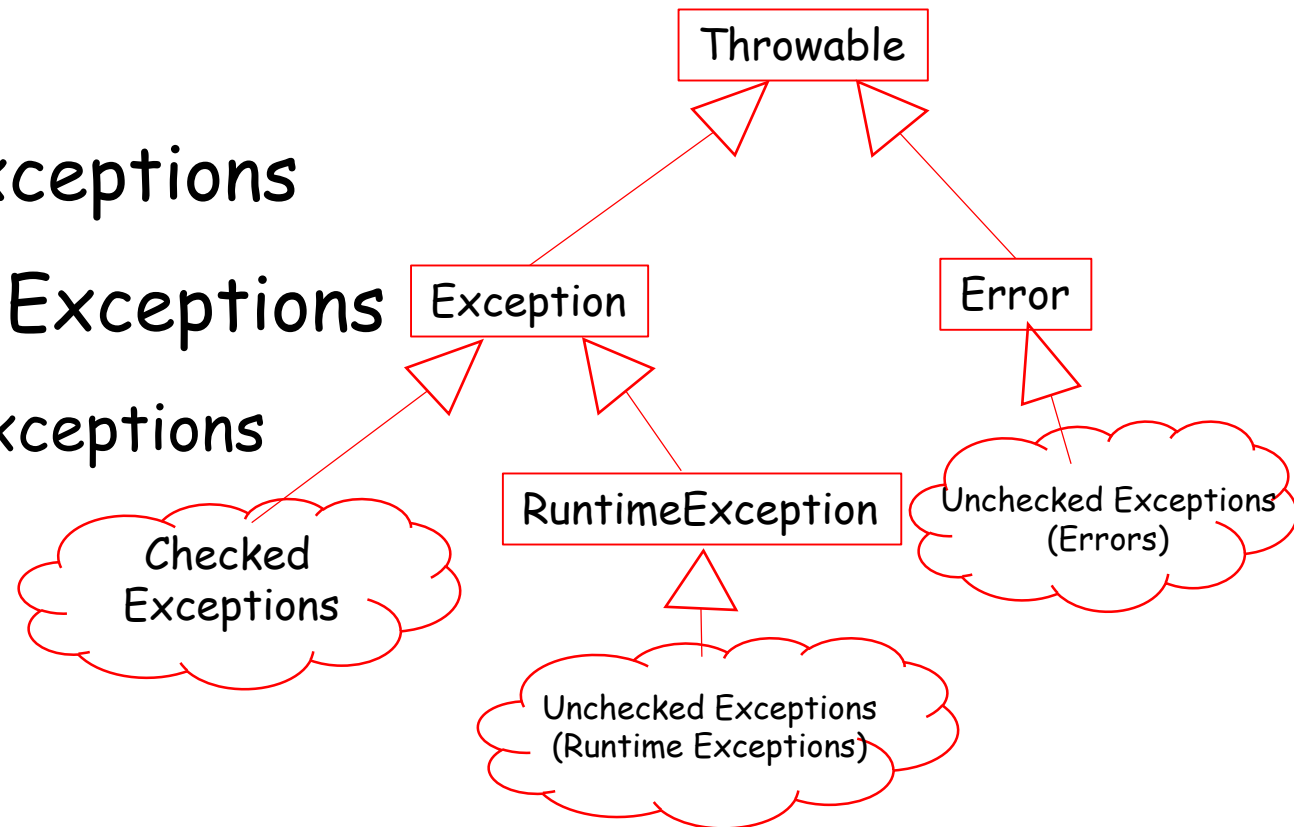 Throwable
xceptions
Exceptions
xceptions
Exception
Error
RuntimeException
Checked
Exceptions
Unchecked Exceptions
(Errors)
Unchecked Exceptions
(Runtime Exceptions)